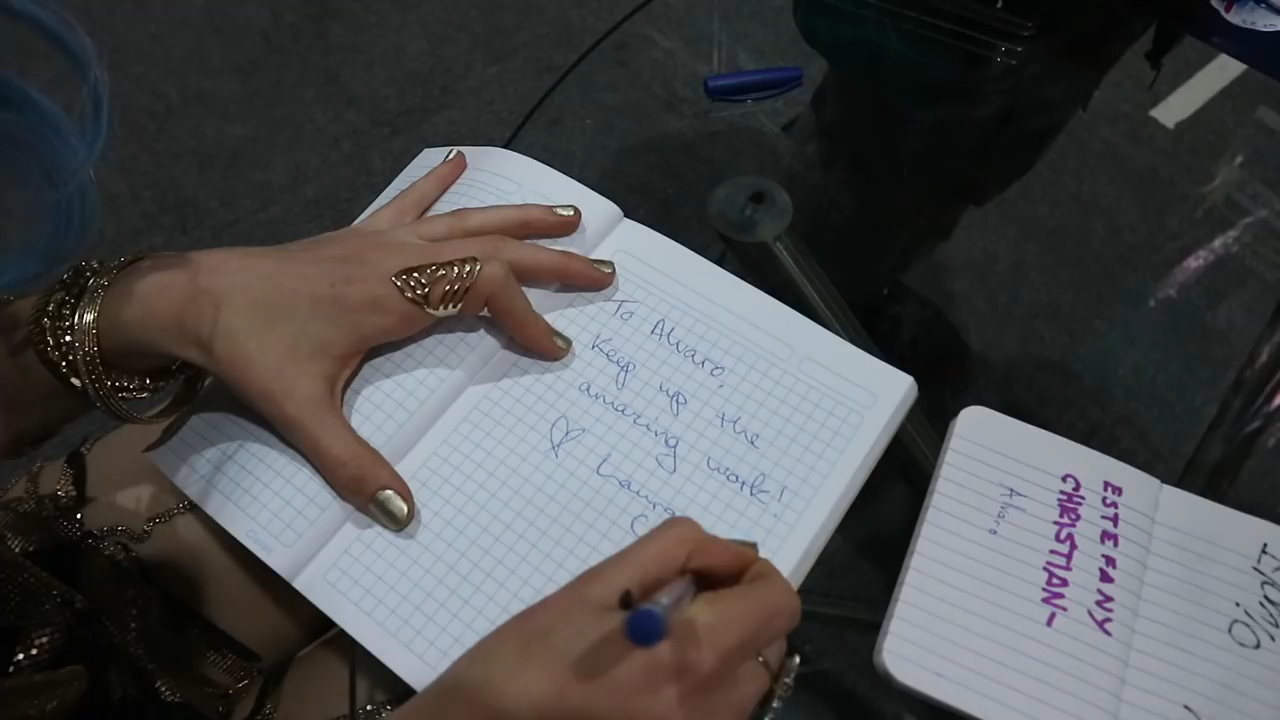 To Alvaro,
Keep up the
amazing work!
♡ Laura
C
ESTEFANY
CHRISTIAN-
Alvaro